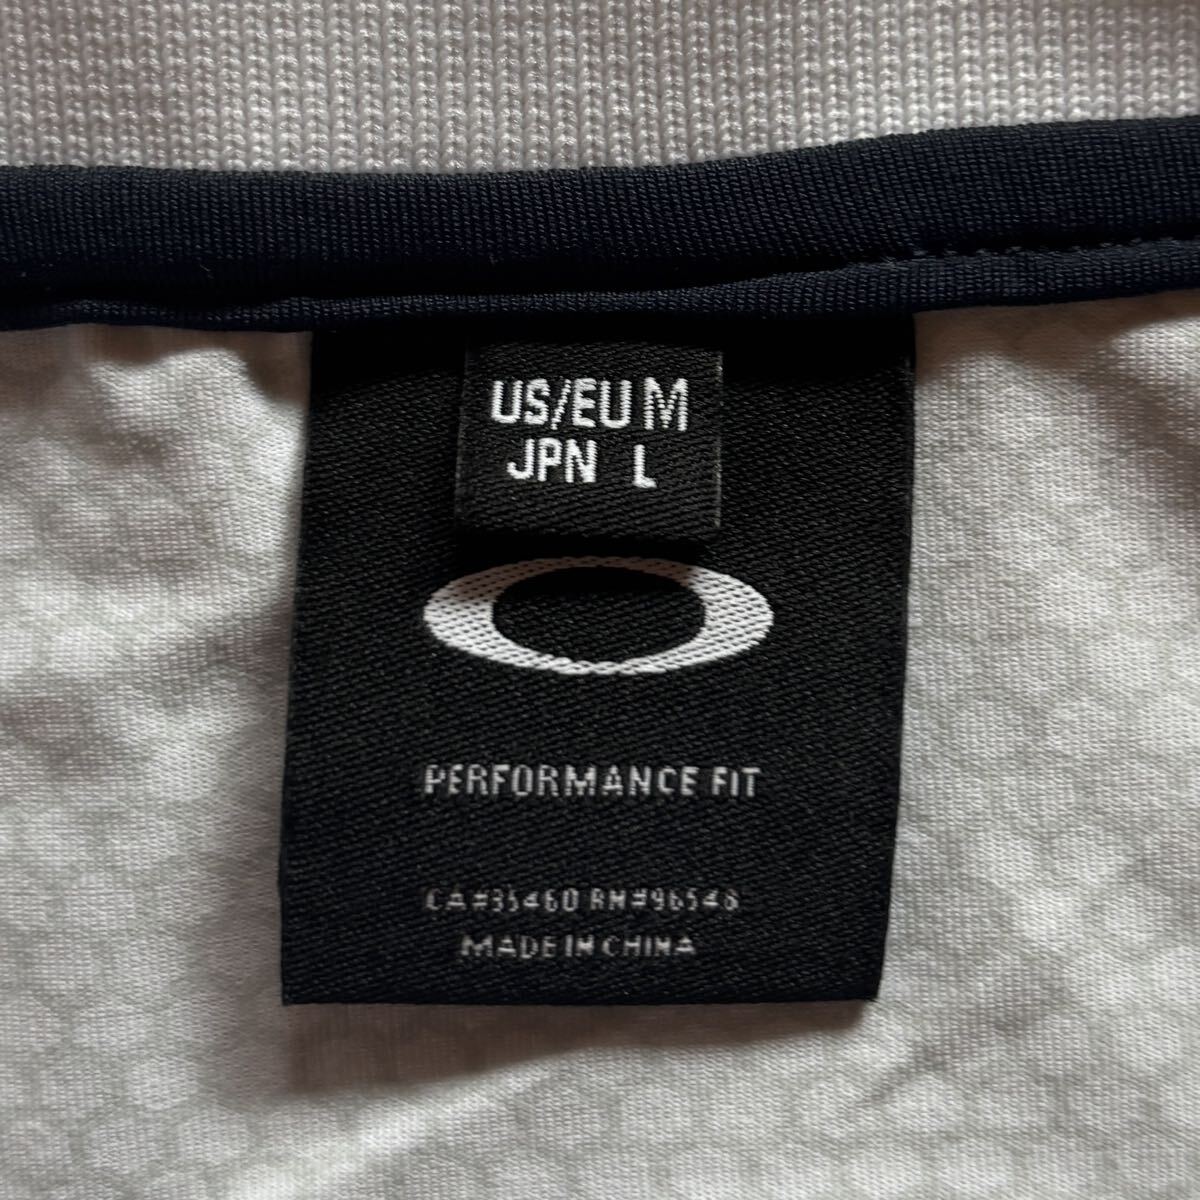 US/EU M
JPN L
PERFORMANCE FIT
CA#35460 RN#96548
MADE IN CHINA